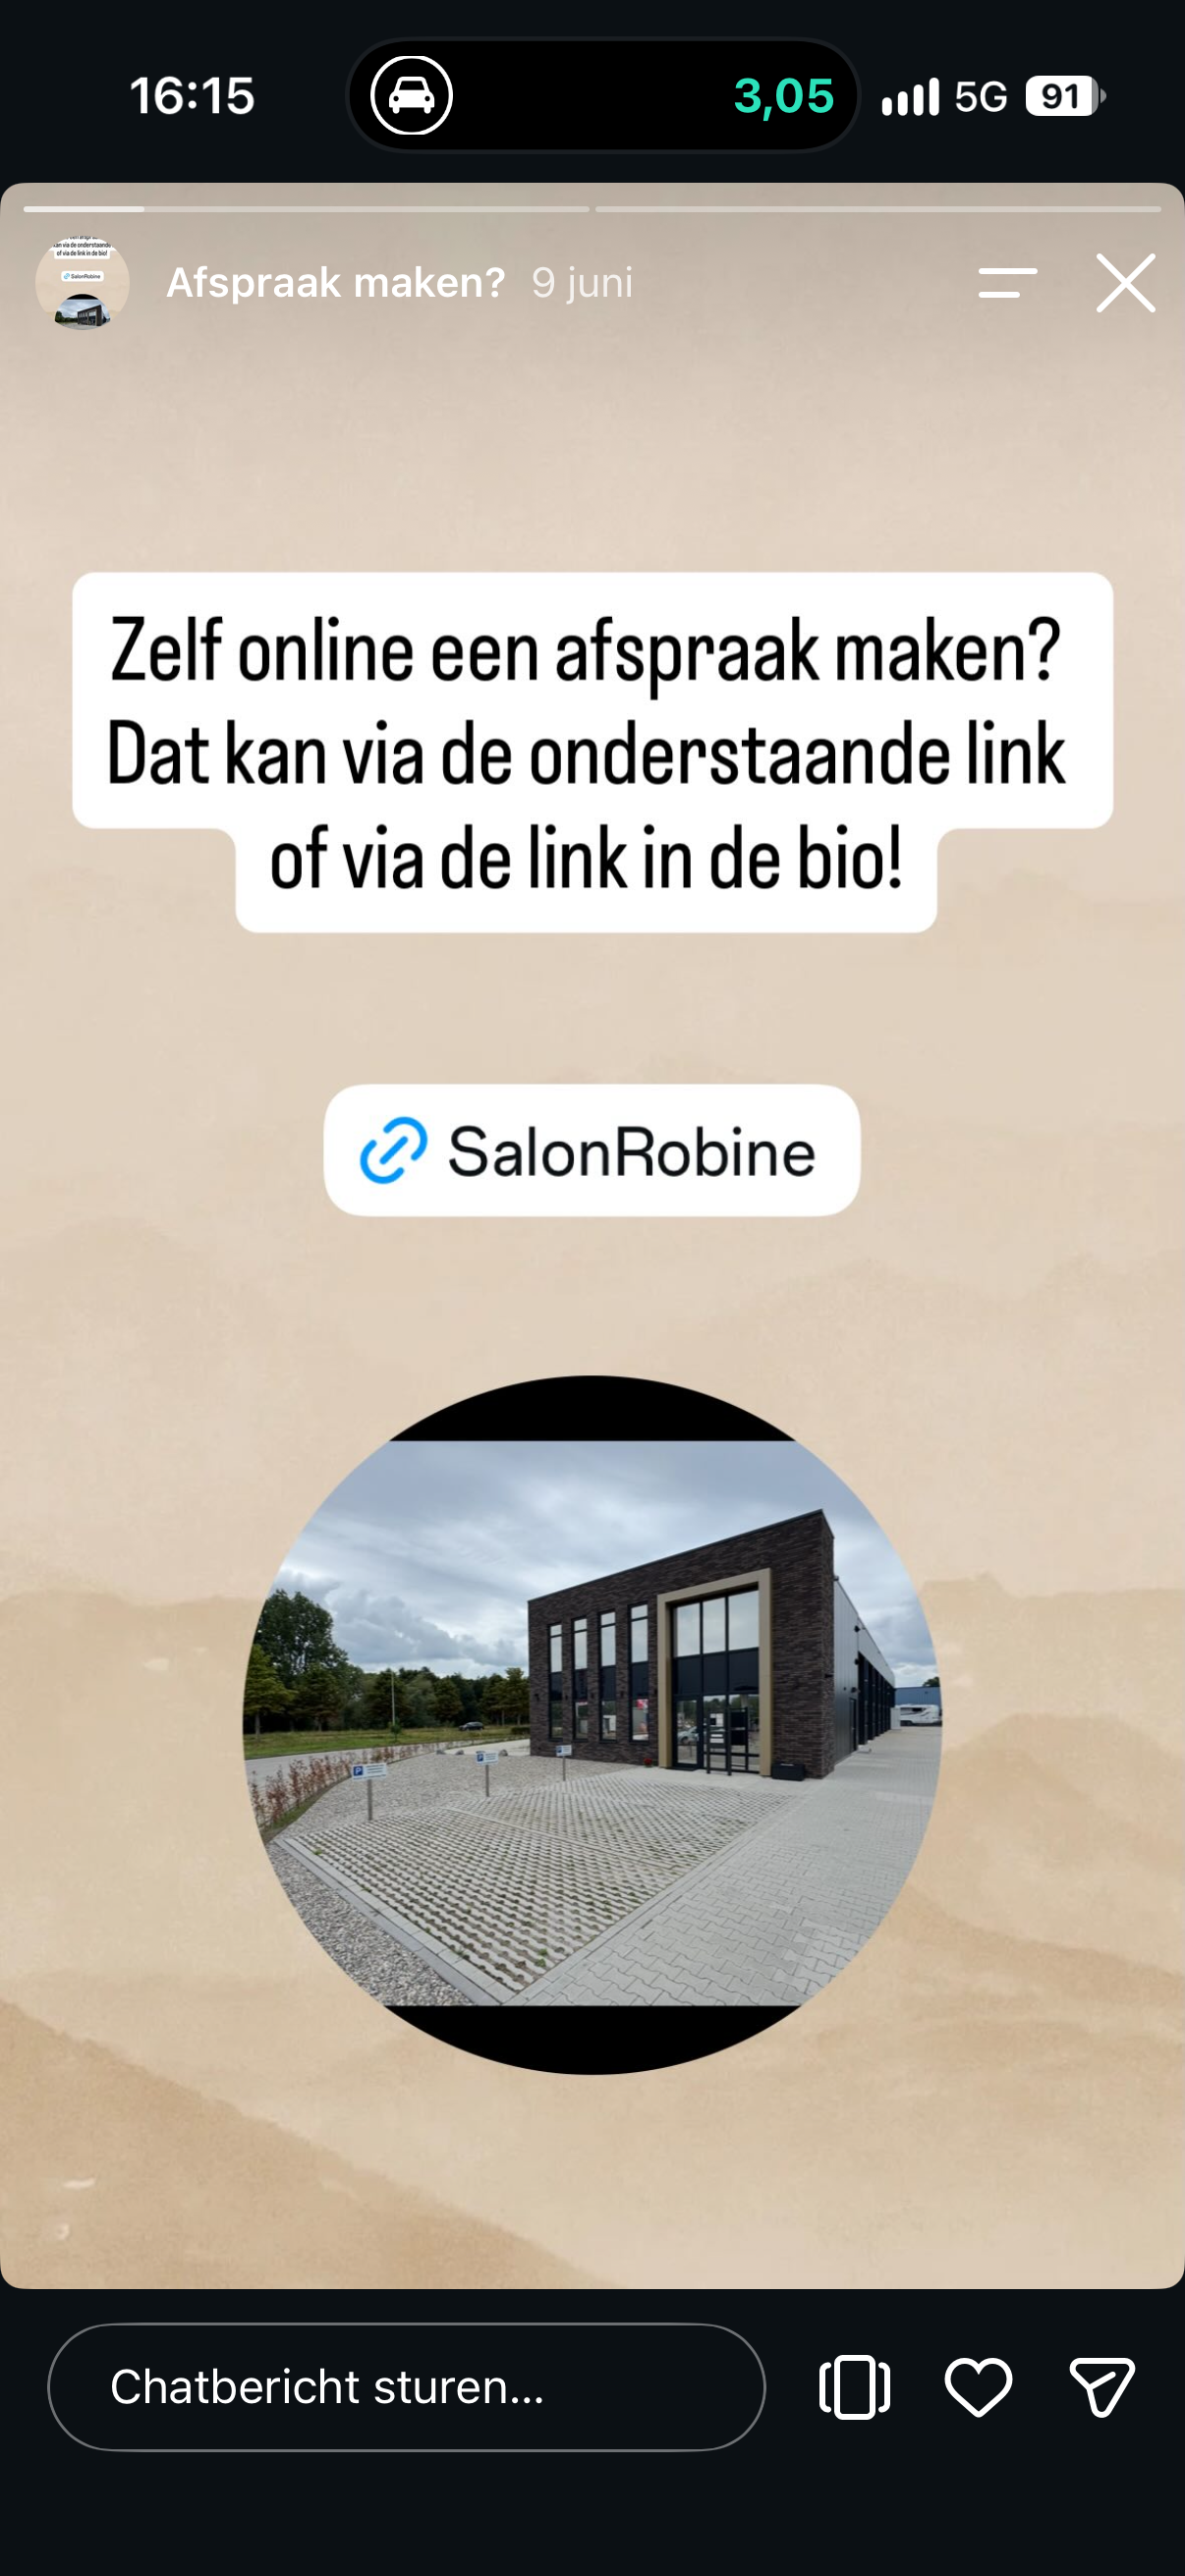 16:15
3,05
5G
91
Afspraak maken? 9 juni
Zelf online een afspraak maken?
Dat kan via de onderstaande link
of via de link in de bio!
SalonRobine
Chatbericht sturen...